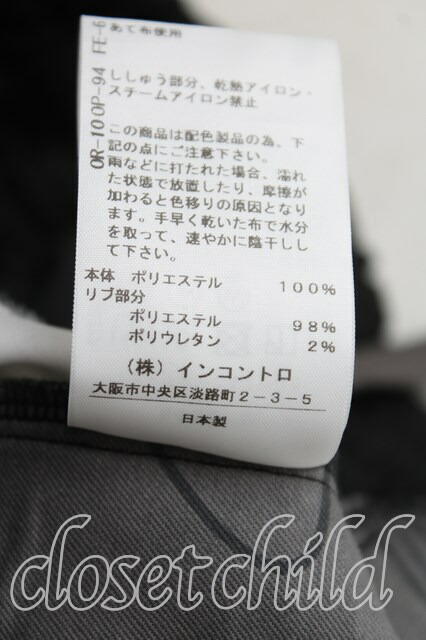 あて布使用
ししゅう部分、乾熱アイロン・
スチームアイロン禁止
この商品は配色製品の為、下
記の点にご注意下さい。
雨などに打たれた場合、濡れ
た状態で放置したり、摩擦が
加わると色移りの原因となり
ます。手早く乾いた布で水分
を取って、速やかに陰干しし
て下さい。
本体 ポリエステル 100%
リブ部分
ポリエステル 98%
ポリウレタン 2%
(株) インコントロ
大阪市中央区淡路町2-3-5
日本製
OR-100P-94 FE-6
closet child